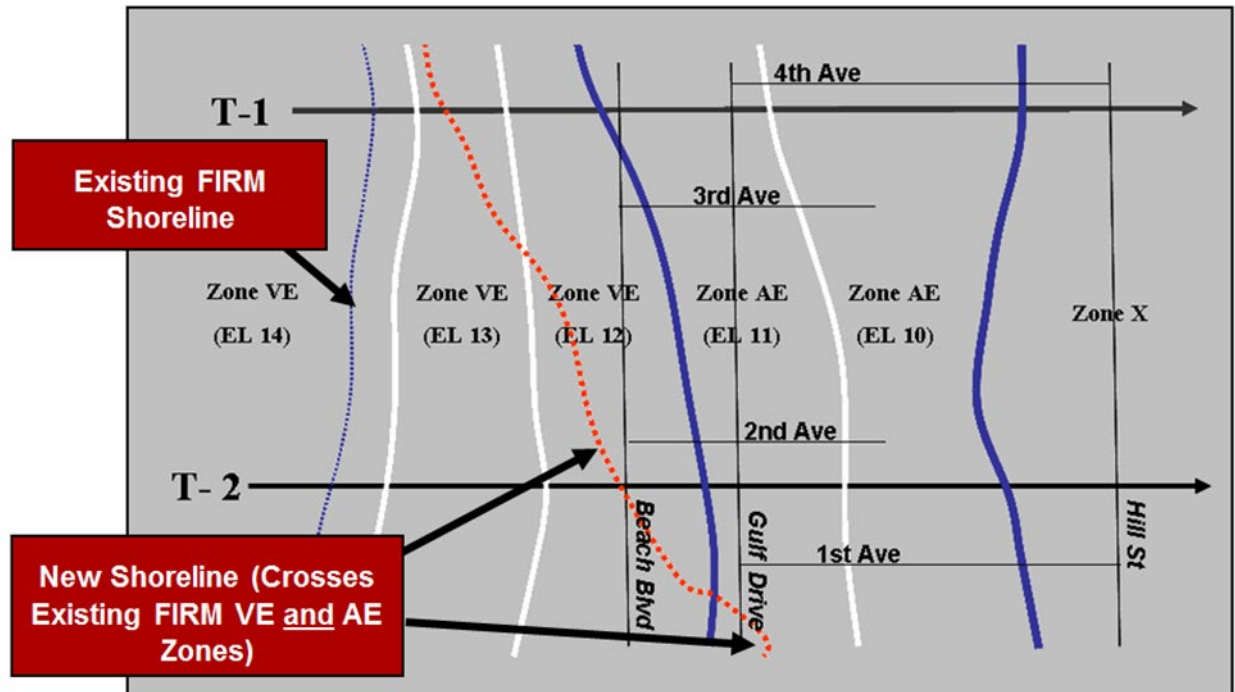 4th Ave
T-1
Existing FIRM
Shoreline
3rd Ave
Zone VE
(EL 14)
Zone VE
(EL 13)
Zone VE
(EL 12)
Zone AE
(EL 11)
Zone AE
(EL 10)
Zone X
2nd Ave
T- 2
Beach Blvd
Gulf Drive
Hill St
1st Ave
New Shoreline (Crosses
Existing FIRM VE and AE
Zones)